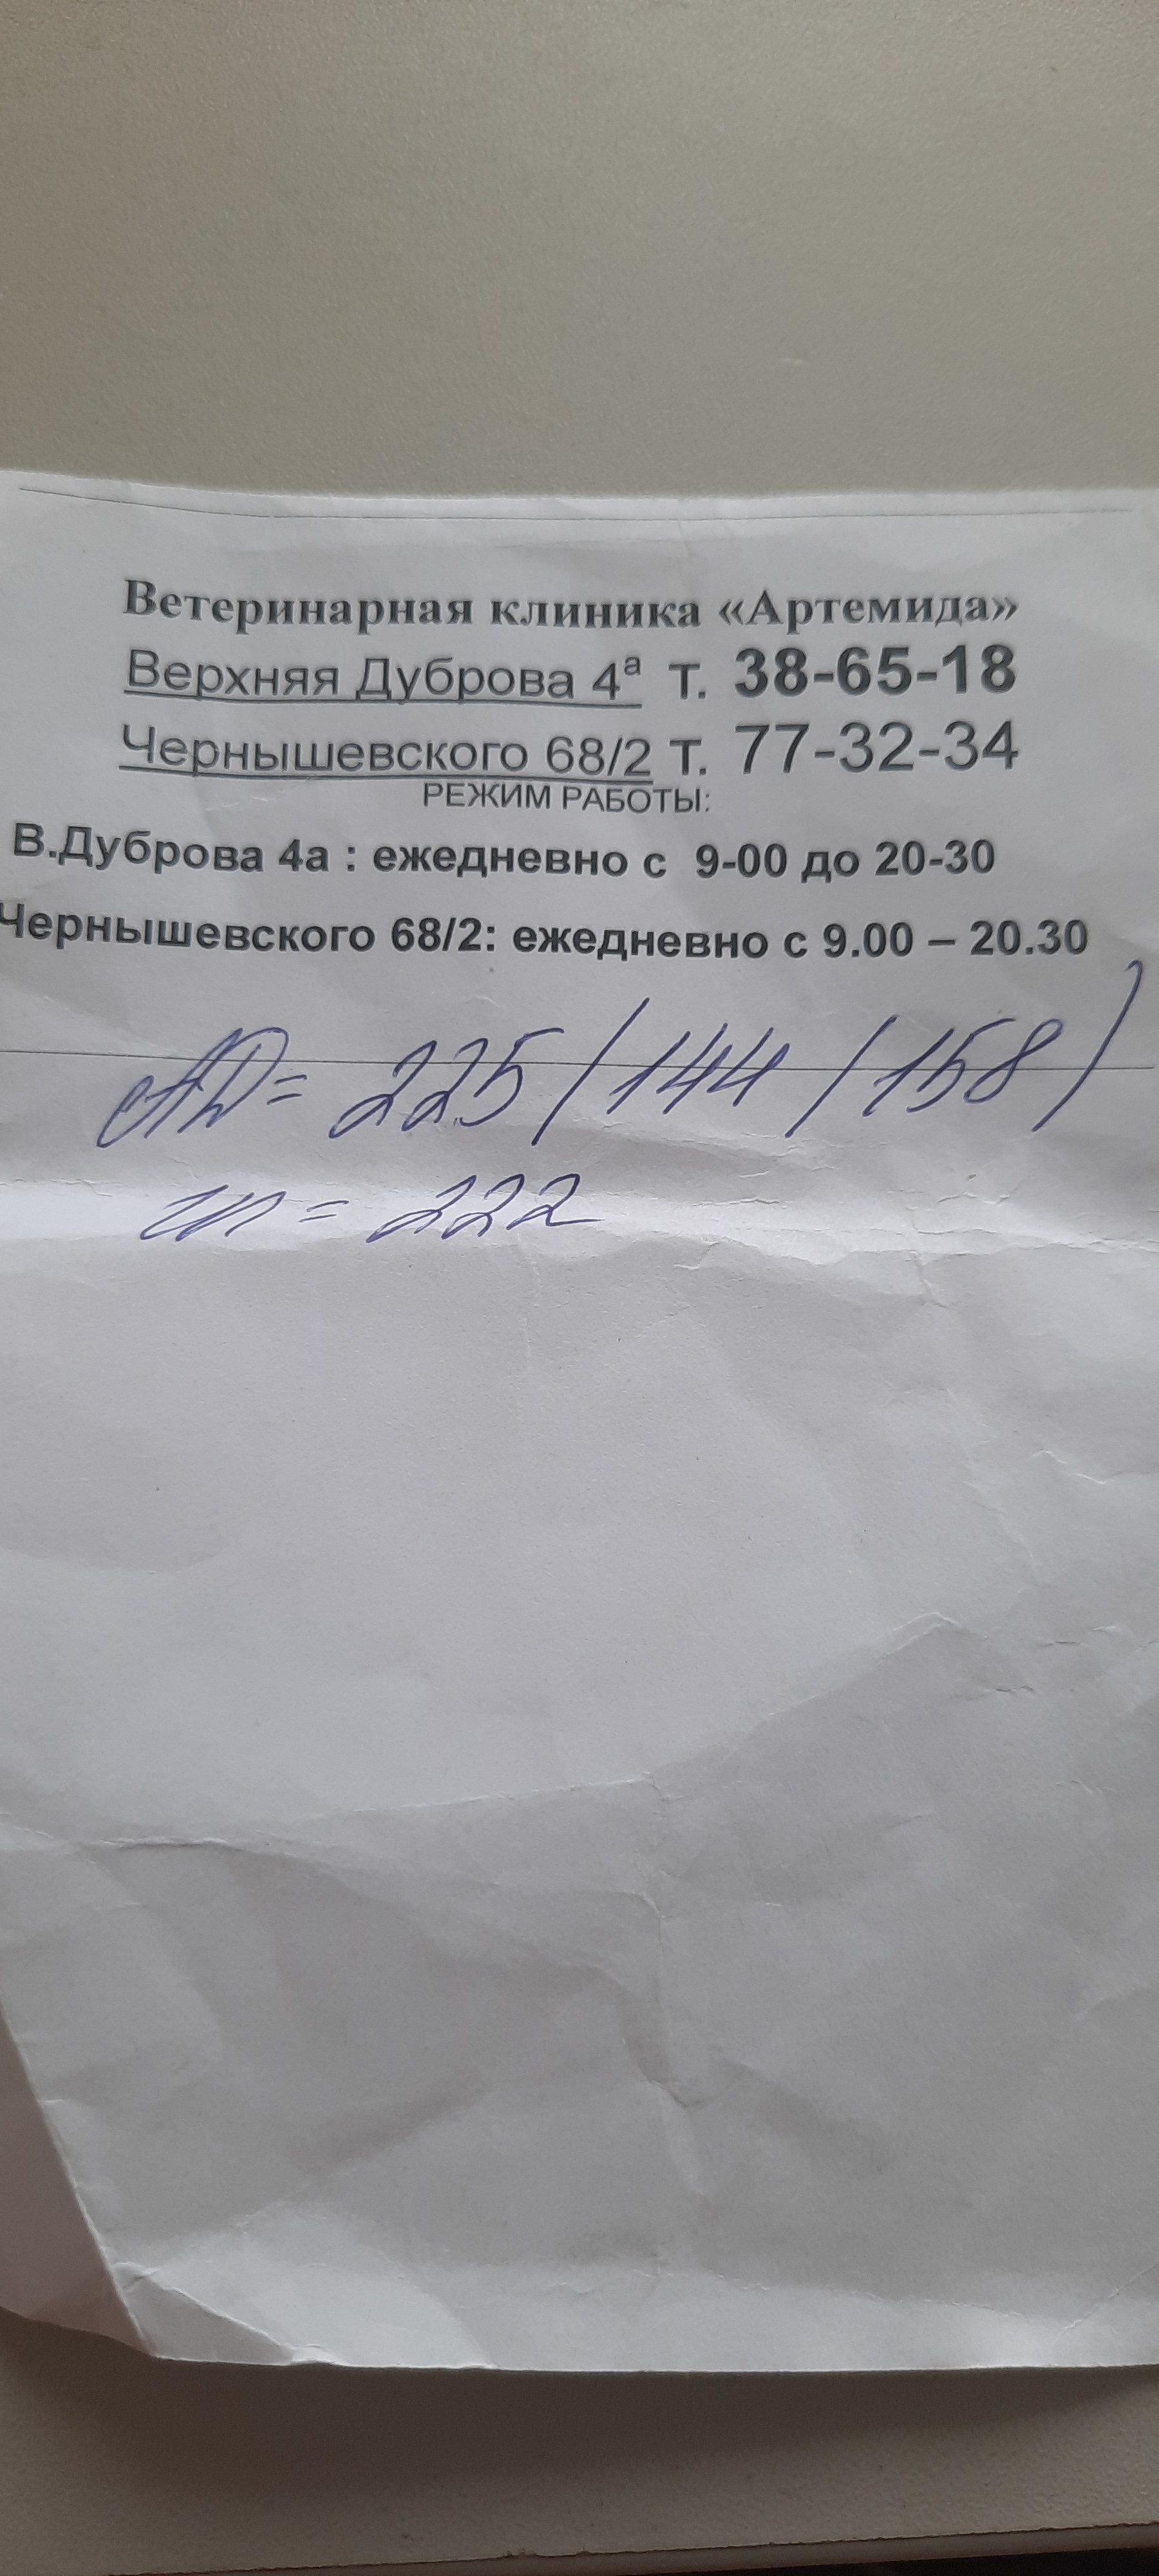 Ветеринарная клиника «Артемида»
Верхняя Дуброва 4а т. 38-65-18
Чернышевского 68/2 т. 77-32-34
РЕЖИМ РАБОТЫ:
В.Дуброва 4а : ежедневно с 9-00 до 20-30
Чернышевского 68/2: ежедневно с 9.00 – 20.30
АД= 225/144/158)
= 222